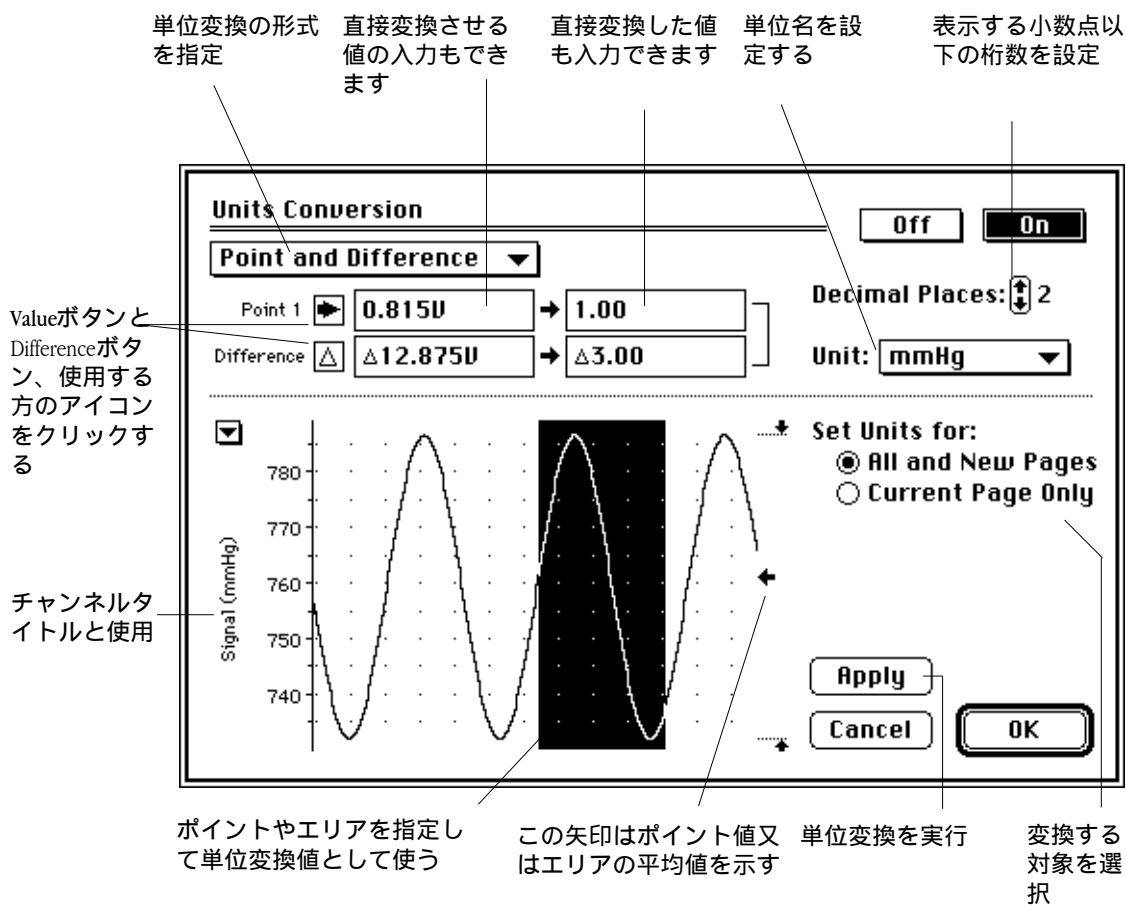 単位変換の形式
を指定
直接変換させる
値の入力もでき
ます
直接変換した値
も入力できます
単位名を設
定する
表示する小数点以
下の桁数を設定
Units Conversion
Off
On
Point and Difference
Point 1
0.815V
1.00
Decimal Places:
2
Difference
△
△12.875V
△3.00
Unit:
mmHg
Valueボタンと
Differenceボタ
ン、使用する
方のアイコン
をクリックす
る
Set Units for:
All and New Pages
Current Page Only
780
770
760
750
740
Signal (mmHg)
チャンネルタ
イトルと使用
Apply
Cancel
OK
ポイントやエリアを指定し
て単位変換値として使う
この矢印はポイント値又
はエリアの平均値を示す
単位変換を実行
変換する
対象を選
択